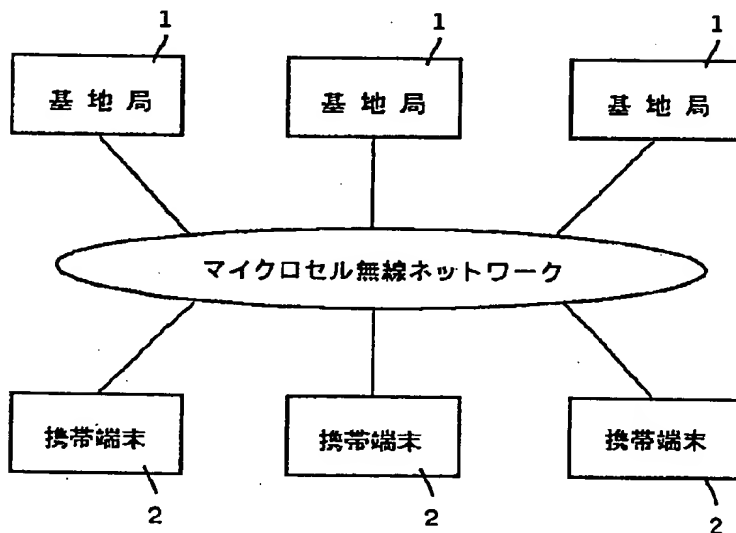 1 1 1
基地局 基地局 基地局
マイクロセル無線ネットワーク
携帯端末 携帯端末 携帯端末
2 2 2